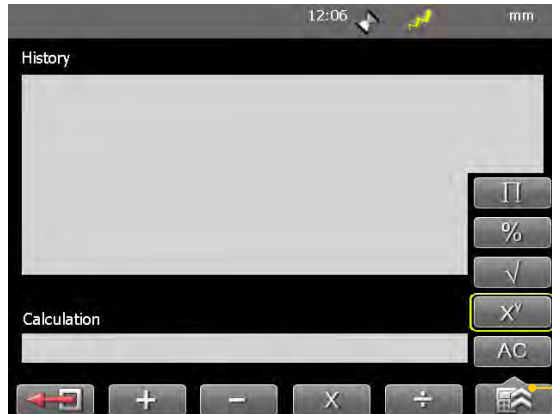 12:06 mm
History
∏
%
√
Xʸ
Calculation
AC
+ − X ÷